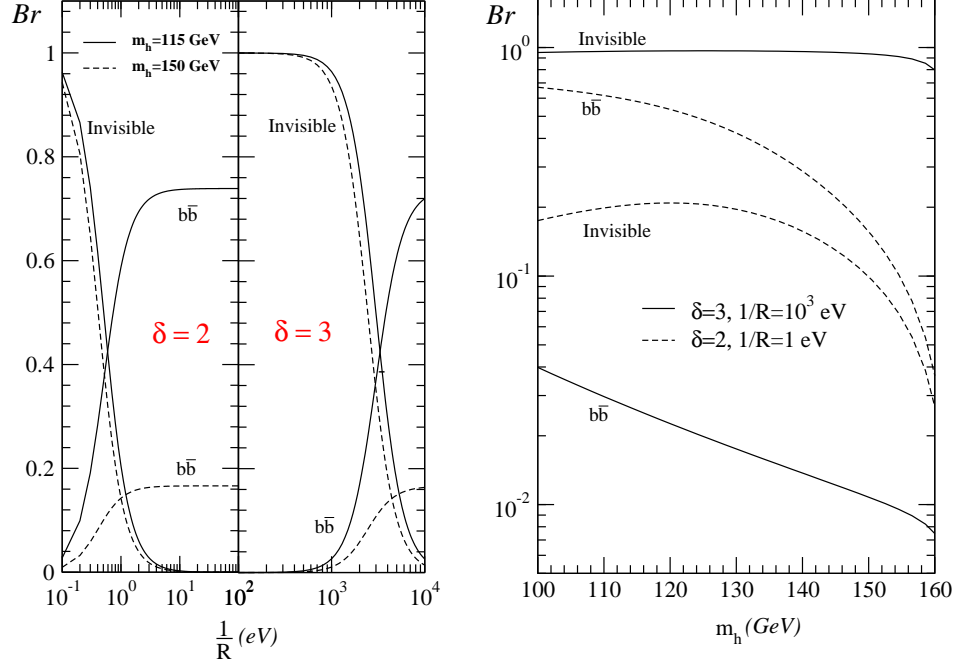 Br
m_h=115 GeV
m_h=150 GeV
1
Invisible
Invisible
0.8
bb̅
0.6
δ = 2
δ = 3
0.4
bb̅
0.2
bb̅
0
10^-1
10^0
10^1
10^2
10^3
10^4
1/R (eV)
Br
10^0
Invisible
bb̅
Invisible
10^-1
δ=3, 1/R=10^3 eV
δ=2, 1/R=1 eV
bb̅
10^-2
100 110 120 130 140 150 160
m_h (GeV)